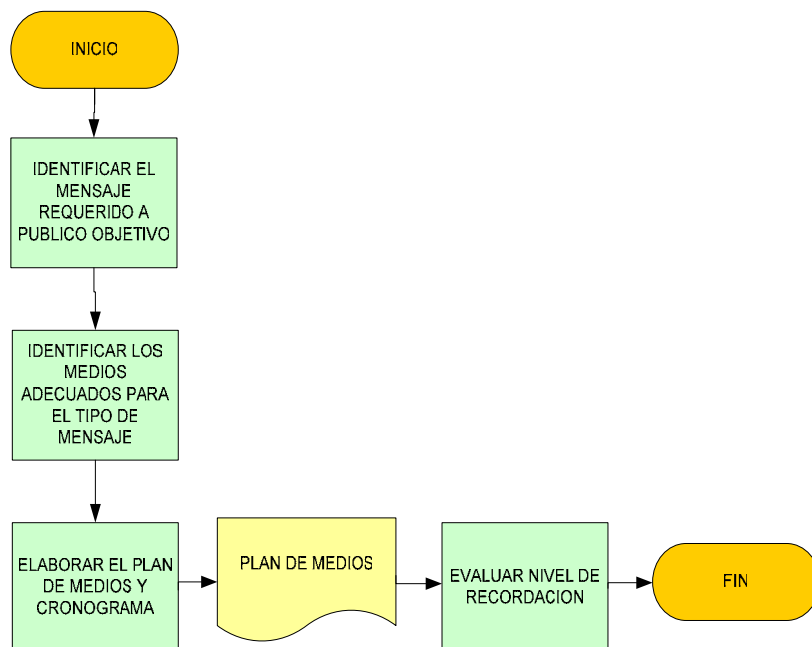 INICIO
IDENTIFICAR EL
MENSAJE
REQUERIDO A
PUBLICO OBJETIVO
IDENTIFICAR LOS
MEDIOS
ADECUADOS PARA
EL TIPO DE
MENSAJE
ELABORAR EL PLAN
DE MEDIOS Y
CRONOGRAMA
PLAN DE MEDIOS
EVALUAR NIVEL DE
RECORDACION
FIN